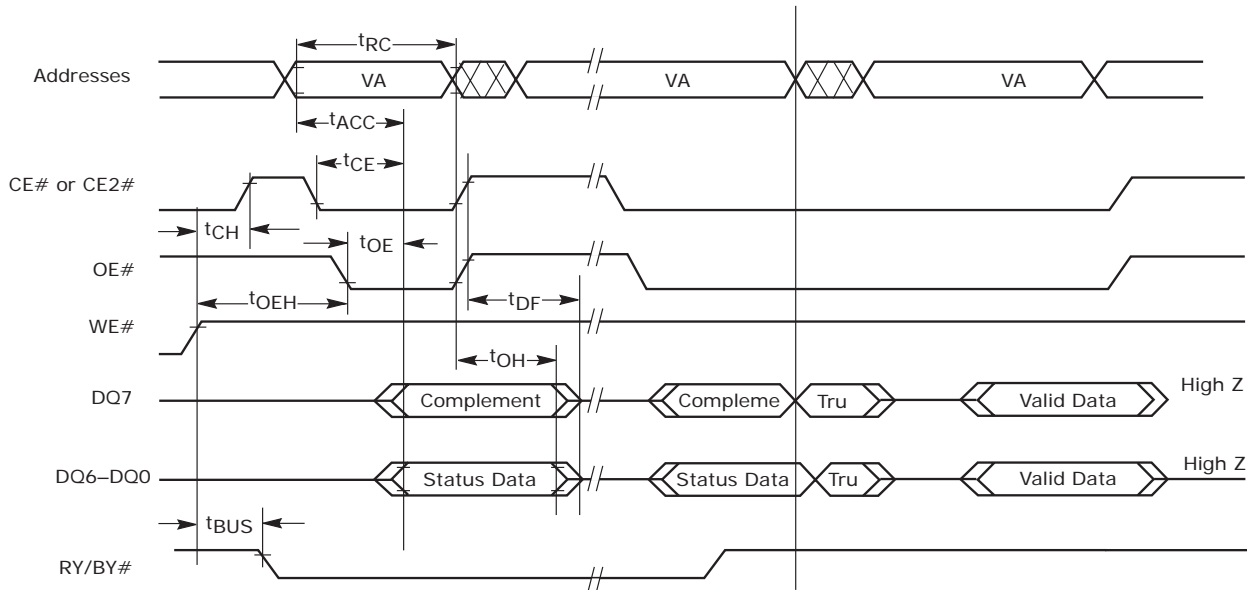 tRC
Addresses VA VA VA
tACC
tCE
CE# or CE2#
tCH tOE
OE#
tOEH tDF
WE#
tOH
DQ7 Complement Compleme Tru Valid Data High Z
DQ6–DQ0 Status Data Status Data Tru Valid Data High Z
tBUS
RY/BY#